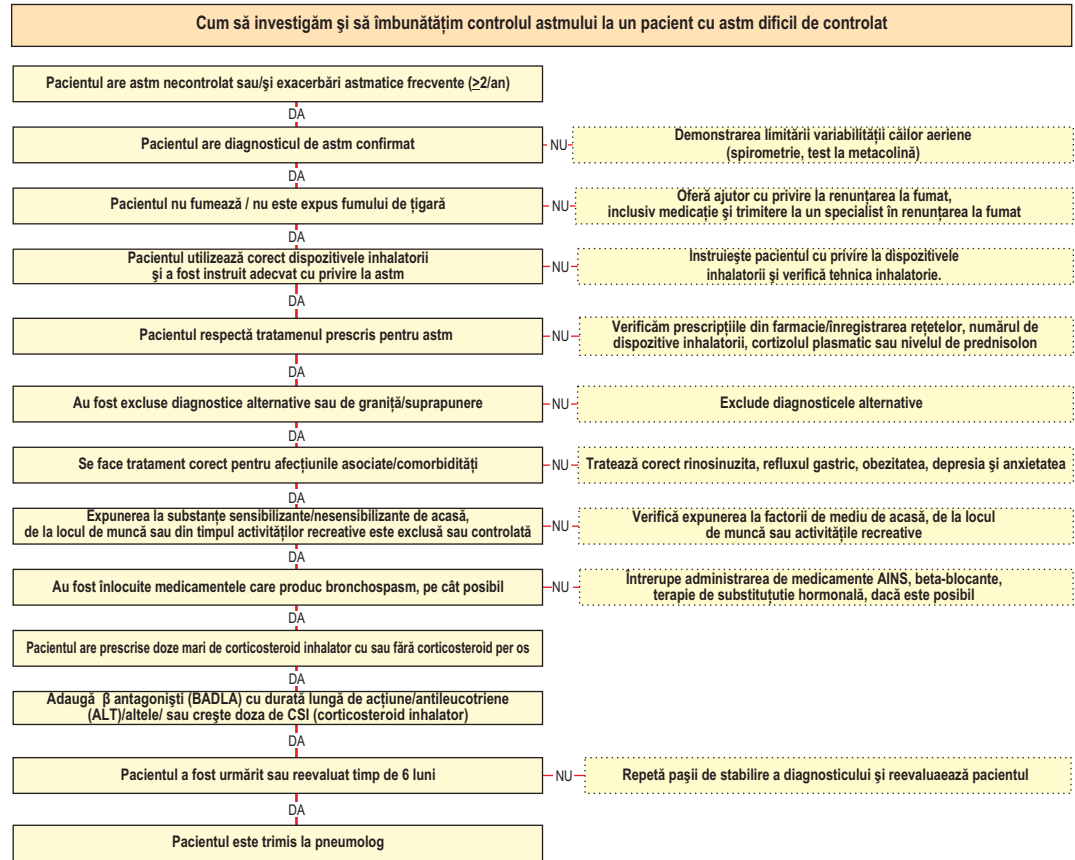 Cum să investigăm şi să îmbunătăţim controlul astmului la un pacient cu astm dificil de controlat
Pacientul are astm necontrolat sau/şi exacerbări astmatice frecvente (>2/an)
DA
Pacientul are diagnosticul de astm confirmat
NU
Demonstrarea limitării variabilităţii căilor aeriene
(spirometrie, test la metacolină)
DA
Pacientul nu fumează / nu este expus fumului de ţigară
NU
Oferă ajutor cu privire la renunţarea la fumat,
inclusiv medicaţie şi trimitere la un specialist în renunţarea la fumat
DA
Pacientul utilizează corect dispozitivele inhalatorii
şi a fost instruit adecvat cu privire la astm
NU
Instruieşte pacientul cu privire la dispozitivele
inhalatorii şi verifică tehnica inhalatorie.
DA
Pacientul respectă tratamenul prescris pentru astm
NU
Verificăm prescripţiile din farmacie/înregistrarea reţetelor, numărul de
dispozitive inhalatorii, cortizolul plasmatic sau nivelul de prednisolon
DA
Au fost excluse diagnostice alternative sau de graniţă/suprapunere
NU
Exclude diagnosticele alternative
DA
Se face tratament corect pentru afecţiunile asociate/comorbidităţi
NU
Tratează corect rinosinuzita, refluxul gastric, obezitatea, depresia şi anxietatea
DA
Expunerea la substanţe sensibilizante/nesensibilizante de acasă,
de la locul de muncă sau din timpul activităţilor recreative este exclusă sau controlată
NU
Verifică expunerea la factorii de mediu de acasă, de la locul
de muncă sau activităţile recreative
DA
Au fost înlocuite medicamentele care produc bronchospasm, pe cât posibil
NU
Întrerupe administrarea de medicamente AINS, beta-blocante,
terapie de substituţutie hormonală, dacă este posibil
Pacientul are prescrise doze mari de corticosteroid inhalator cu sau fără corticosteroid per os
DA
Adaugă β antagonişti (BADLA) cu durată lungă de acţiune/antileucotriene
(ALT)/altele/ sau creşte doza de CSI (corticosteroid inhalator)
DA
Pacientul a fost urmărit sau reevaluat timp de 6 luni
NU
Repetă paşii de stabilire a diagnosticului şi reevaluaează pacientul
DA
Pacientul este trimis la pneumolog